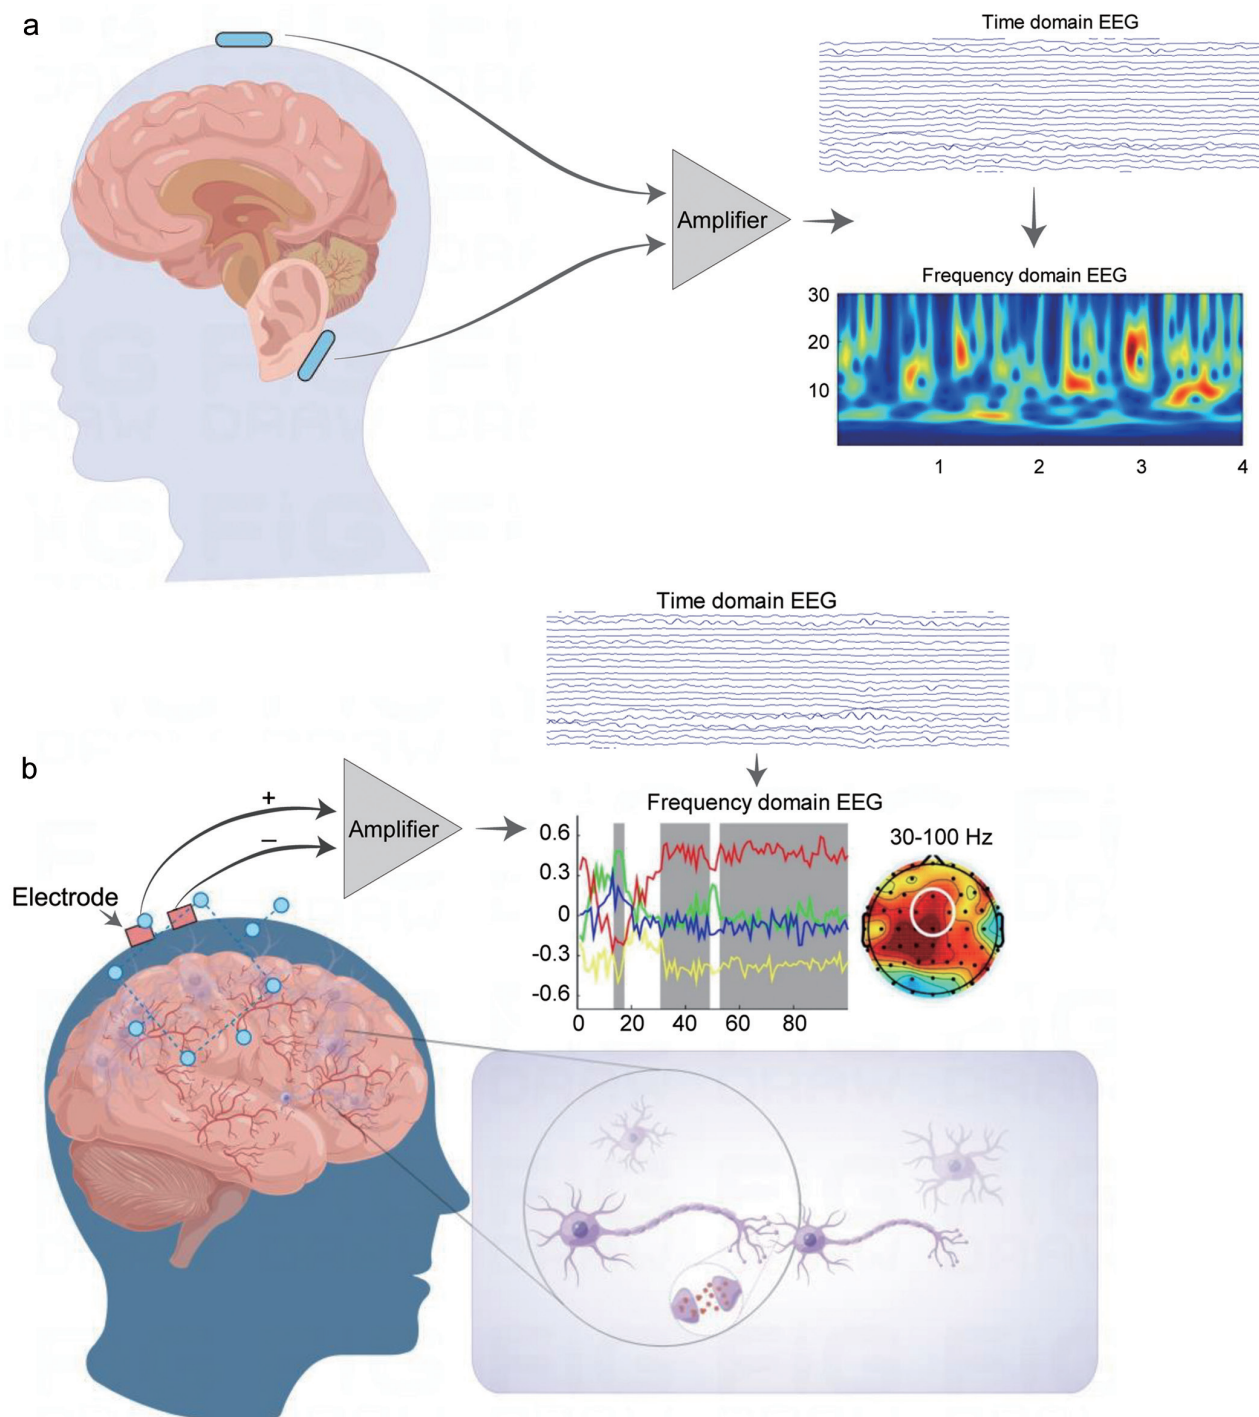 a
Time domain EEG
Amplifier
Frequency domain EEG
30
20
10
1 2 3 4
Time domain EEG
b
+
−
Amplifier
Frequency domain EEG
30-100 Hz
Electrode
0.6
0.3
0
-0.3
-0.6
0 20 40 60 80